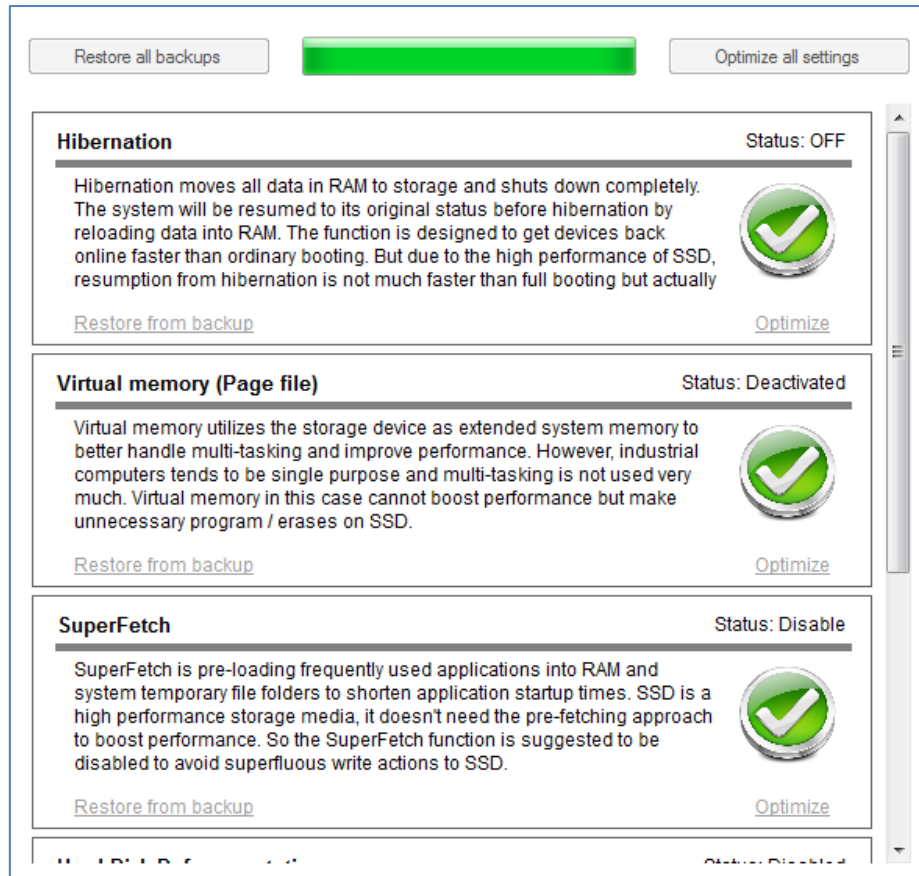 Restore all backups
Optimize all settings
Hibernation
Status: OFF
Hibernation moves all data in RAM to storage and shuts down completely.
The system will be resumed to its original status before hibernation by
reloading data into RAM. The function is designed to get devices back
online faster than ordinary booting. But due to the high performance of SSD,
resumption from hibernation is not much faster than full booting but actually
Restore from backup
Optimize
Virtual memory (Page file)
Status: Deactivated
Virtual memory utilizes the storage device as extended system memory to
better handle multi-tasking and improve performance. However, industrial
computers tends to be single purpose and multi-tasking is not used very
much. Virtual memory in this case cannot boost performance but make
unnecessary program / erases on SSD.
Restore from backup
Optimize
SuperFetch
Status: Disable
SuperFetch is pre-loading frequently used applications into RAM and
system temporary file folders to shorten application startup times. SSD is a
high performance storage media, it doesn't need the pre-fetching approach
to boost performance. So the SuperFetch function is suggested to be
disabled to avoid superfluous write actions to SSD.
Restore from backup
Optimize